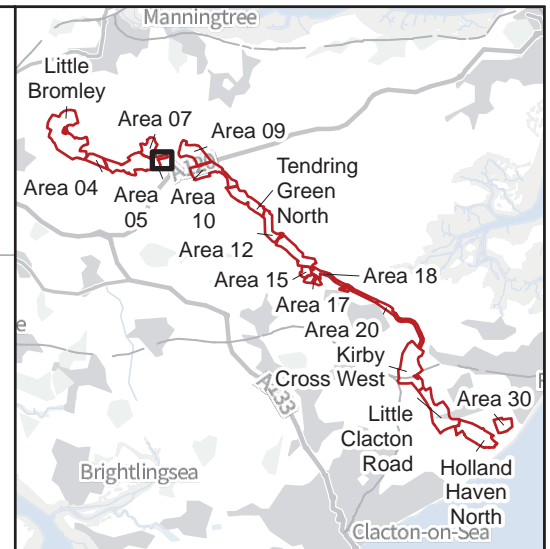 Manningtree
Little
Bromley
Area 07
Area 09
A120
Tendring
Green
North
Area 04
Area
05
Area
10
Area 12
Area 15
Area 18
Area 17
Area 20
Kirby
Cross West
A133
Area 30
Little
Clacton
Road
Holland
Haven
North
Brightlingsea
Clacton-on-Sea